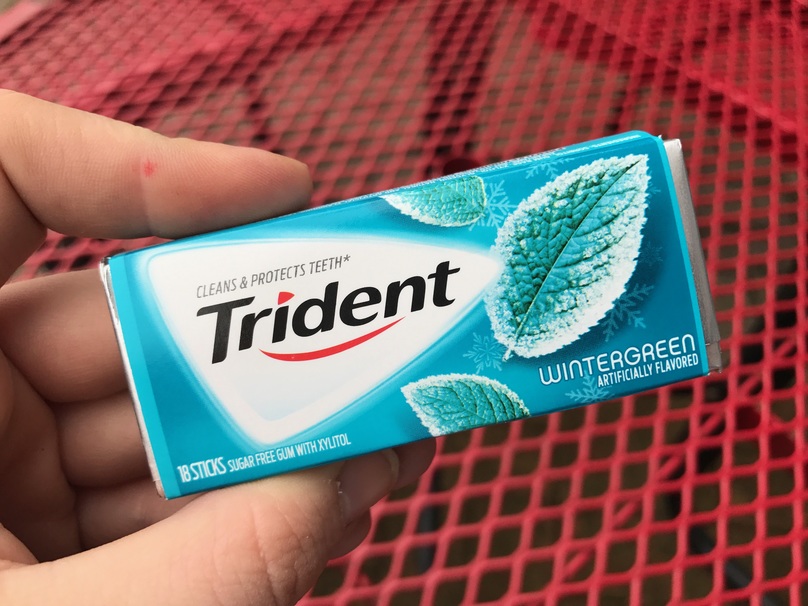 CLEANS & PROTECTS TEETH*
Trident
WINTERGREEN
ARTIFICIALLY FLAVORED
18 STICKS SUGAR FREE GUM WITH XYLITOL